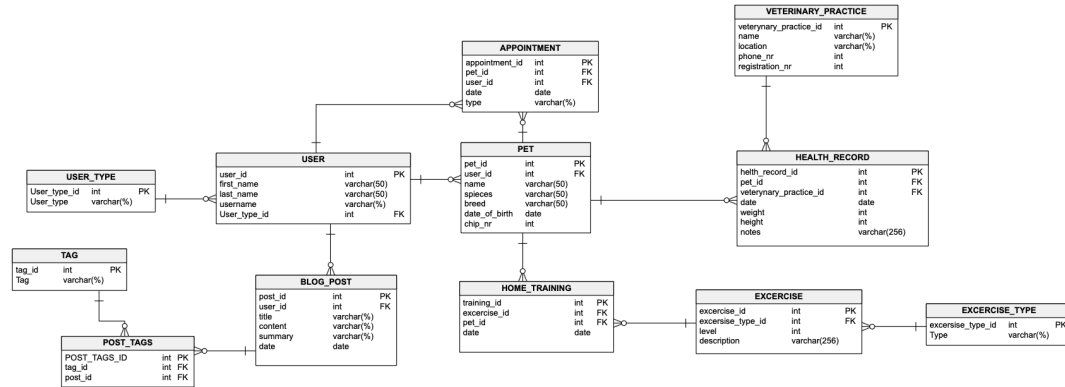 VETERINARY_PRACTICE
veterynary_practice_id int PK
name varchar(%)
location varchar(%)
phone_nr int
registration_nr int
APPOINTMENT
appointment_id int PK
pet_id int FK
user_id int FK
date date
type varchar(%)
USER
user_id int PK
first_name varchar(50)
last_name varchar(50)
username varchar(%)
User_type_id int FK
PET
pet_id int PK
user_id int FK
name varchar(50)
spieces varchar(50)
breed varchar(50)
date_of_birth date
chip_nr int
HEALTH_RECORD
helth_record_id int PK
pet_id int FK
veterynary_practice_id int FK
date date
weight int
height int
notes varchar(256)
USER_TYPE
User_type_id int PK
User_type varchar(%)
TAG
tag_id int PK
Tag varchar(%)
BLOG_POST
post_id int PK
user_id int FK
title varchar(%)
content varchar(%)
summary varchar(%)
date date
HOME_TRAINING
training_id int PK
excercise_id int FK
pet_id int FK
date date
EXCERCISE
excercise_id int PK
excersise_type_id int FK
level int
description varchar(256)
EXCERCISE_TYPE
excersise_type_id int PK
Type varchar(%)
POST_TAGS
POST_TAGS_ID int PK
tag_id int FK
post_id int FK